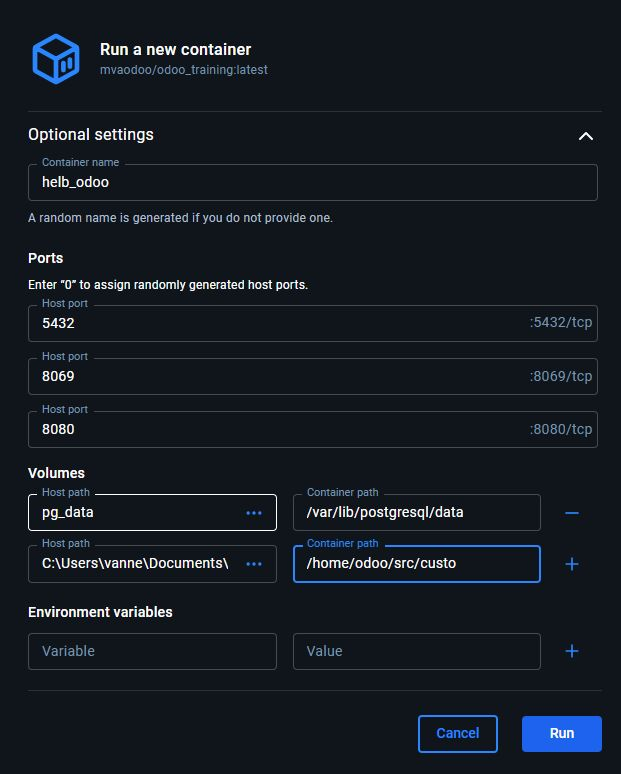 Run a new container
mvaodoo/odoo_training:latest
Optional settings
Container name
helb_odoo
A random name is generated if you do not provide one.
Ports
Enter “0” to assign randomly generated host ports.
Host port
5432 :5432/tcp
Host port
8069 :8069/tcp
Host port
8080 :8080/tcp
Volumes
Host path Container path
pg_data ··· /var/lib/postgresql/data
Host path Container path
C:\Users\vanne\Documents\ ··· /home/odoo/src/custo
Environment variables
Variable Value
Cancel Run